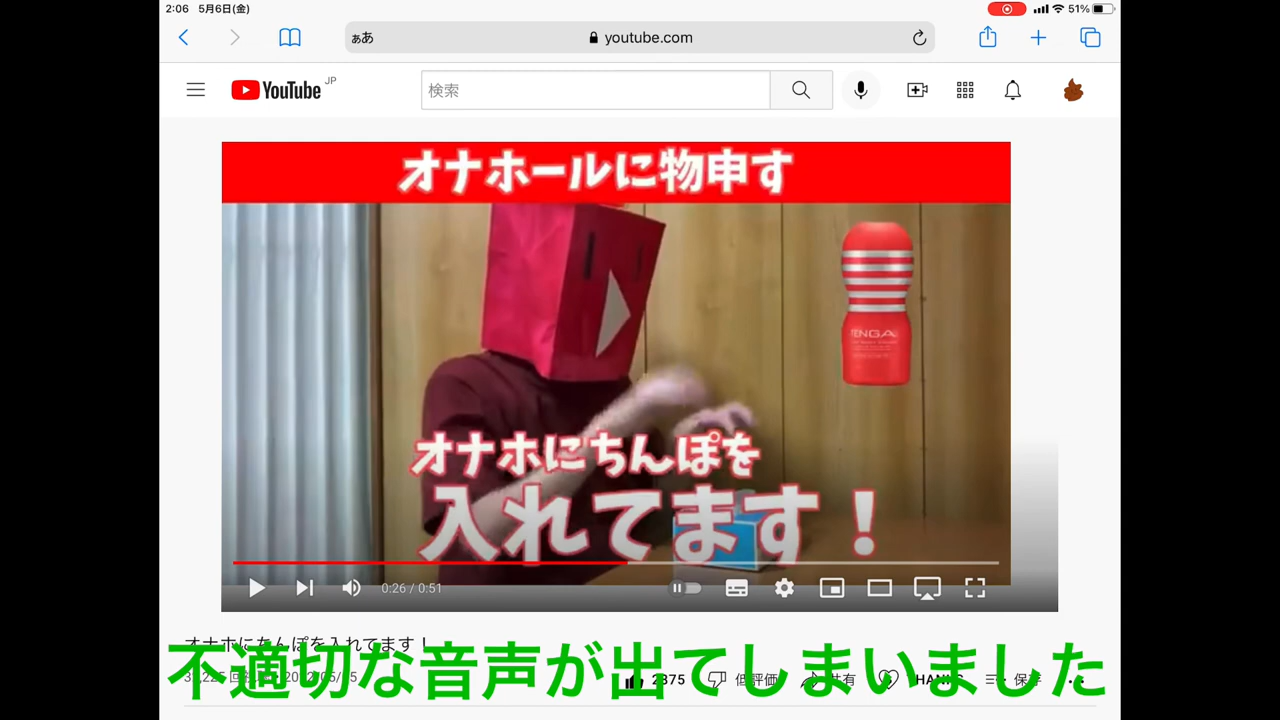 2:06 5月6日(金)
51%
ぁあ
youtube.com
YouTube JP
検索
オナホールに物申す
TENGA
オナホにちんぽを
入れてます！
0:26 / 0:51
オナホにちんぽを入れてます！
不適切な音声が出てしまいました
2375
低評価
共有
THANKS
保存